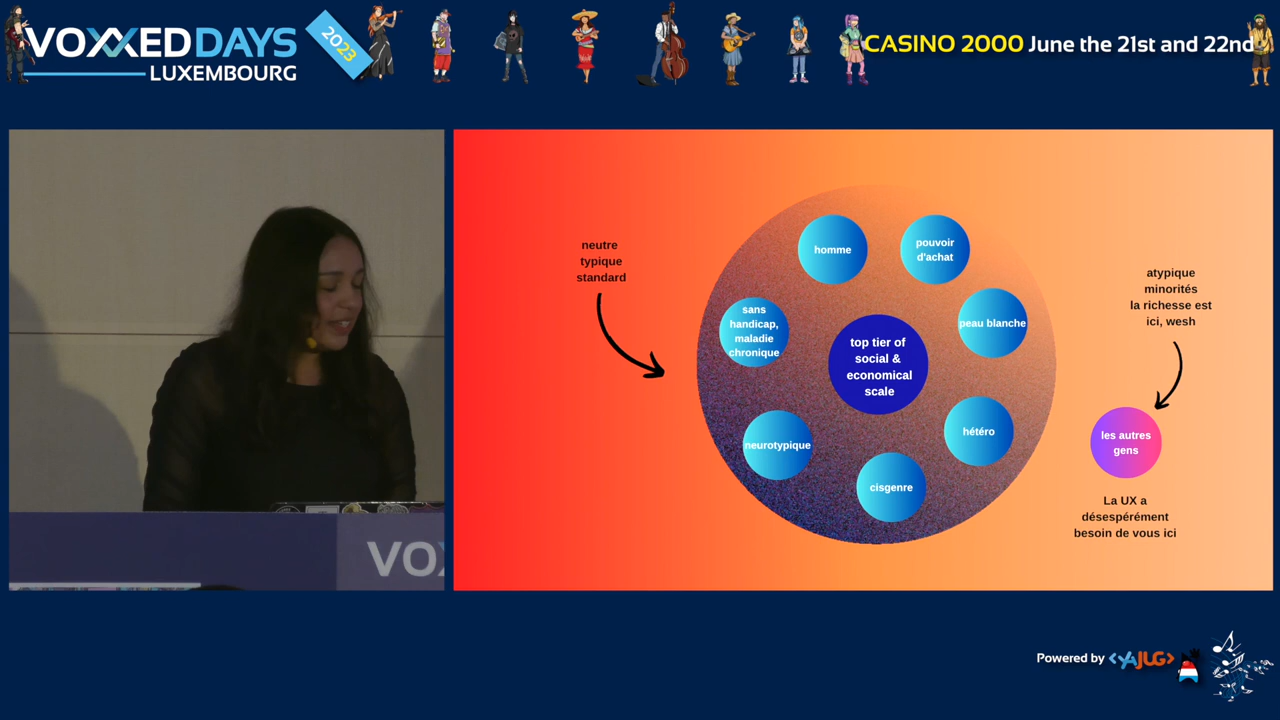 VOXXED DAYS
LUXEMBOURG
2023
CASINO 2000 June the 21st and 22nd
neutre
typique
standard
homme
pouvoir
d'achat
sans
handicap,
maladie
chronique
peau blanche
top tier of
social &
economical
scale
neurotypique
hétéro
cisgenre
atypique
minorités
la richesse est
ici, wesh
les autres
gens
La UX a
désespérément
besoin de vous ici
VOX
Powered by <YAJUG>